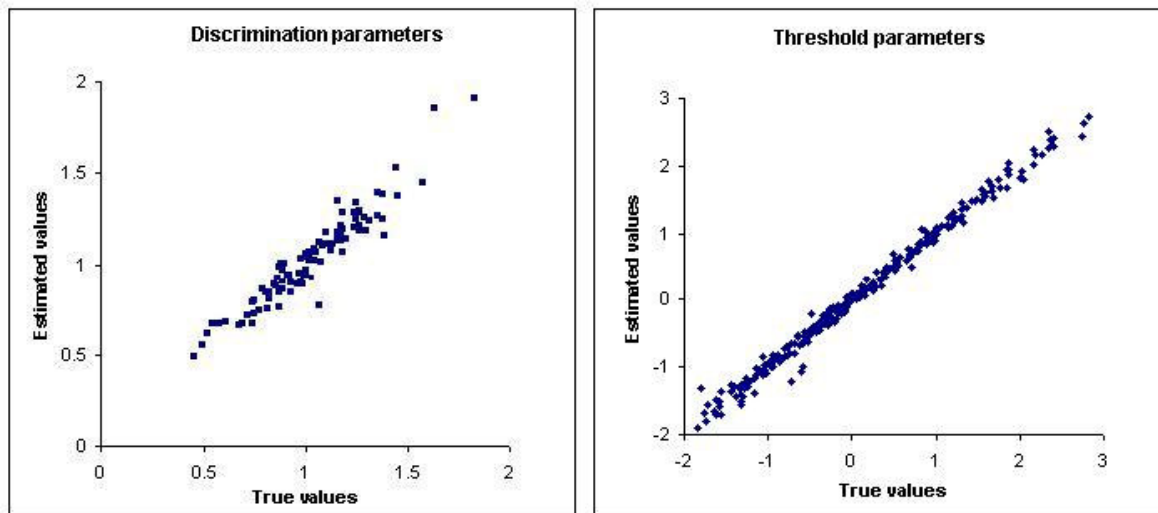 Discrimination parameters
2
1.5
1
0.5
0
Estimated values
0 0.5 1 1.5 2
True values
Threshold parameters
3
2
1
0
-1
-2
Estimated values
-2 -1 0 1 2 3
True values